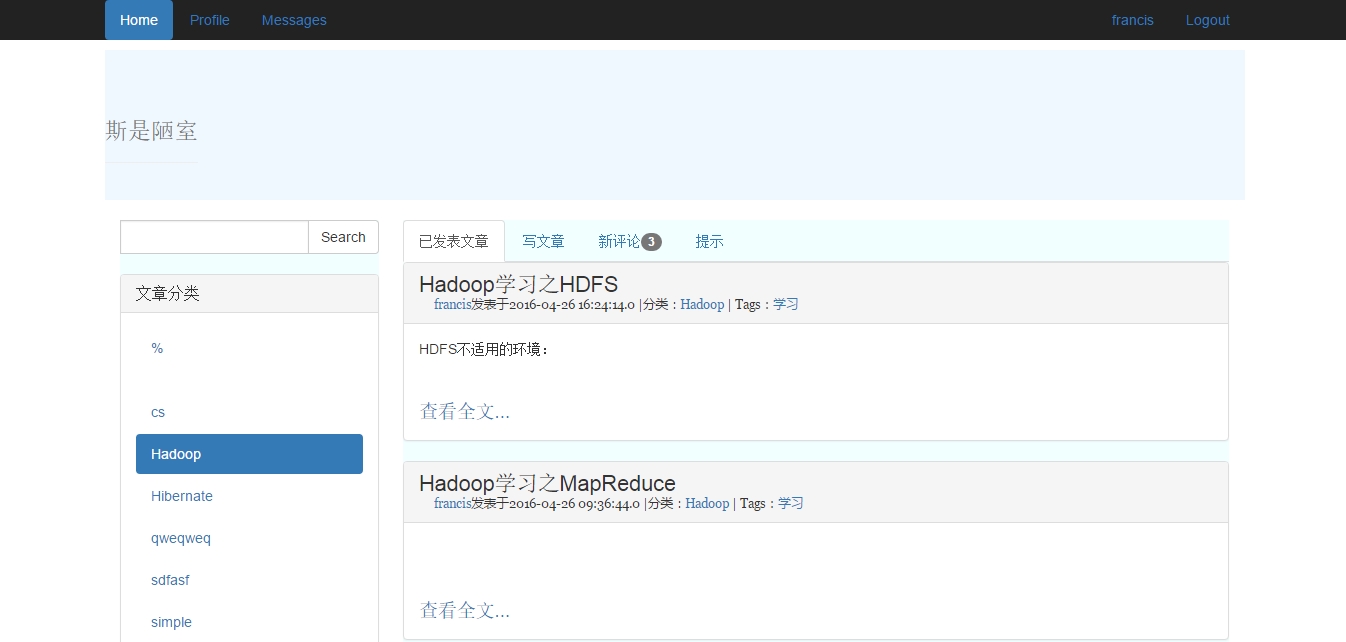 Home Profile Messages francis Logout
斯是陋室
Search
文章分类
%
cs
Hadoop
Hibernate
qweqweq
sdfasf
simple
已发表文章 写文章 新评论 3 提示
Hadoop学习之HDFS
francis发表于2016-04-26 16:24:14.0 |分类：Hadoop | Tags：学习
HDFS不适用的环境：
查看全文...
Hadoop学习之MapReduce
francis发表于2016-04-26 09:36:44.0 |分类：Hadoop | Tags：学习
查看全文...